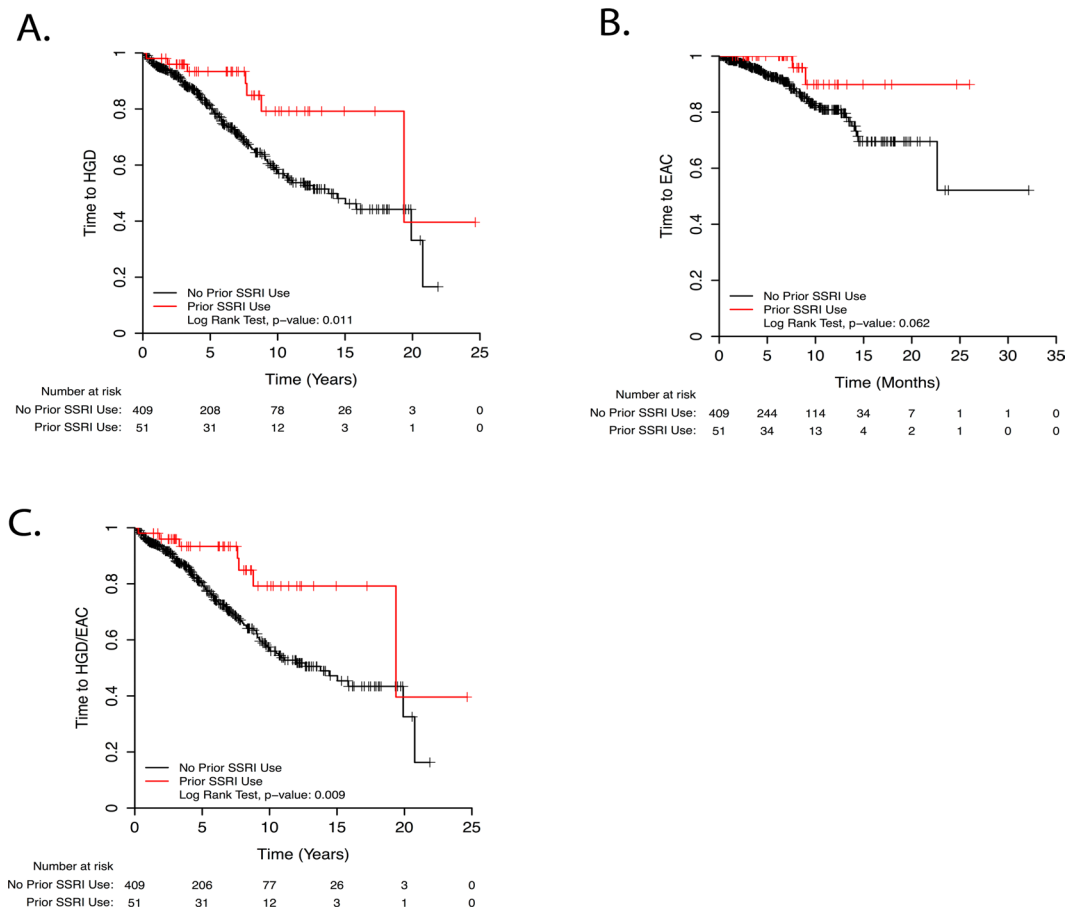 A.
Time to HGD
1
0.8
0.6
0.4
0.2
0
No Prior SSRI Use
Prior SSRI Use
Log Rank Test, p−value: 0.011
0 5 10 15 20 25
Time (Years)
Number at risk
No Prior SSRI Use: 409 208 78 26 3 0
Prior SSRI Use: 51 31 12 3 1 0
B.
Time to EAC
1
0.8
0.6
0.4
0.2
0
No Prior SSRI Use
Prior SSRI Use
Log Rank Test, p−value: 0.062
0 5 10 15 20 25 30 35
Time (Months)
Number at risk
No Prior SSRI Use: 409 244 114 34 7 1 1 0
Prior SSRI Use: 51 34 13 4 2 1 0 0
C.
Time to HGD/EAC
1
0.8
0.6
0.4
0.2
0
No Prior SSRI Use
Prior SSRI Use
Log Rank Test, p−value: 0.009
0 5 10 15 20 25
Time (Years)
Number at risk
No Prior SSRI Use: 409 206 77 26 3 0
Prior SSRI Use: 51 31 12 3 1 0